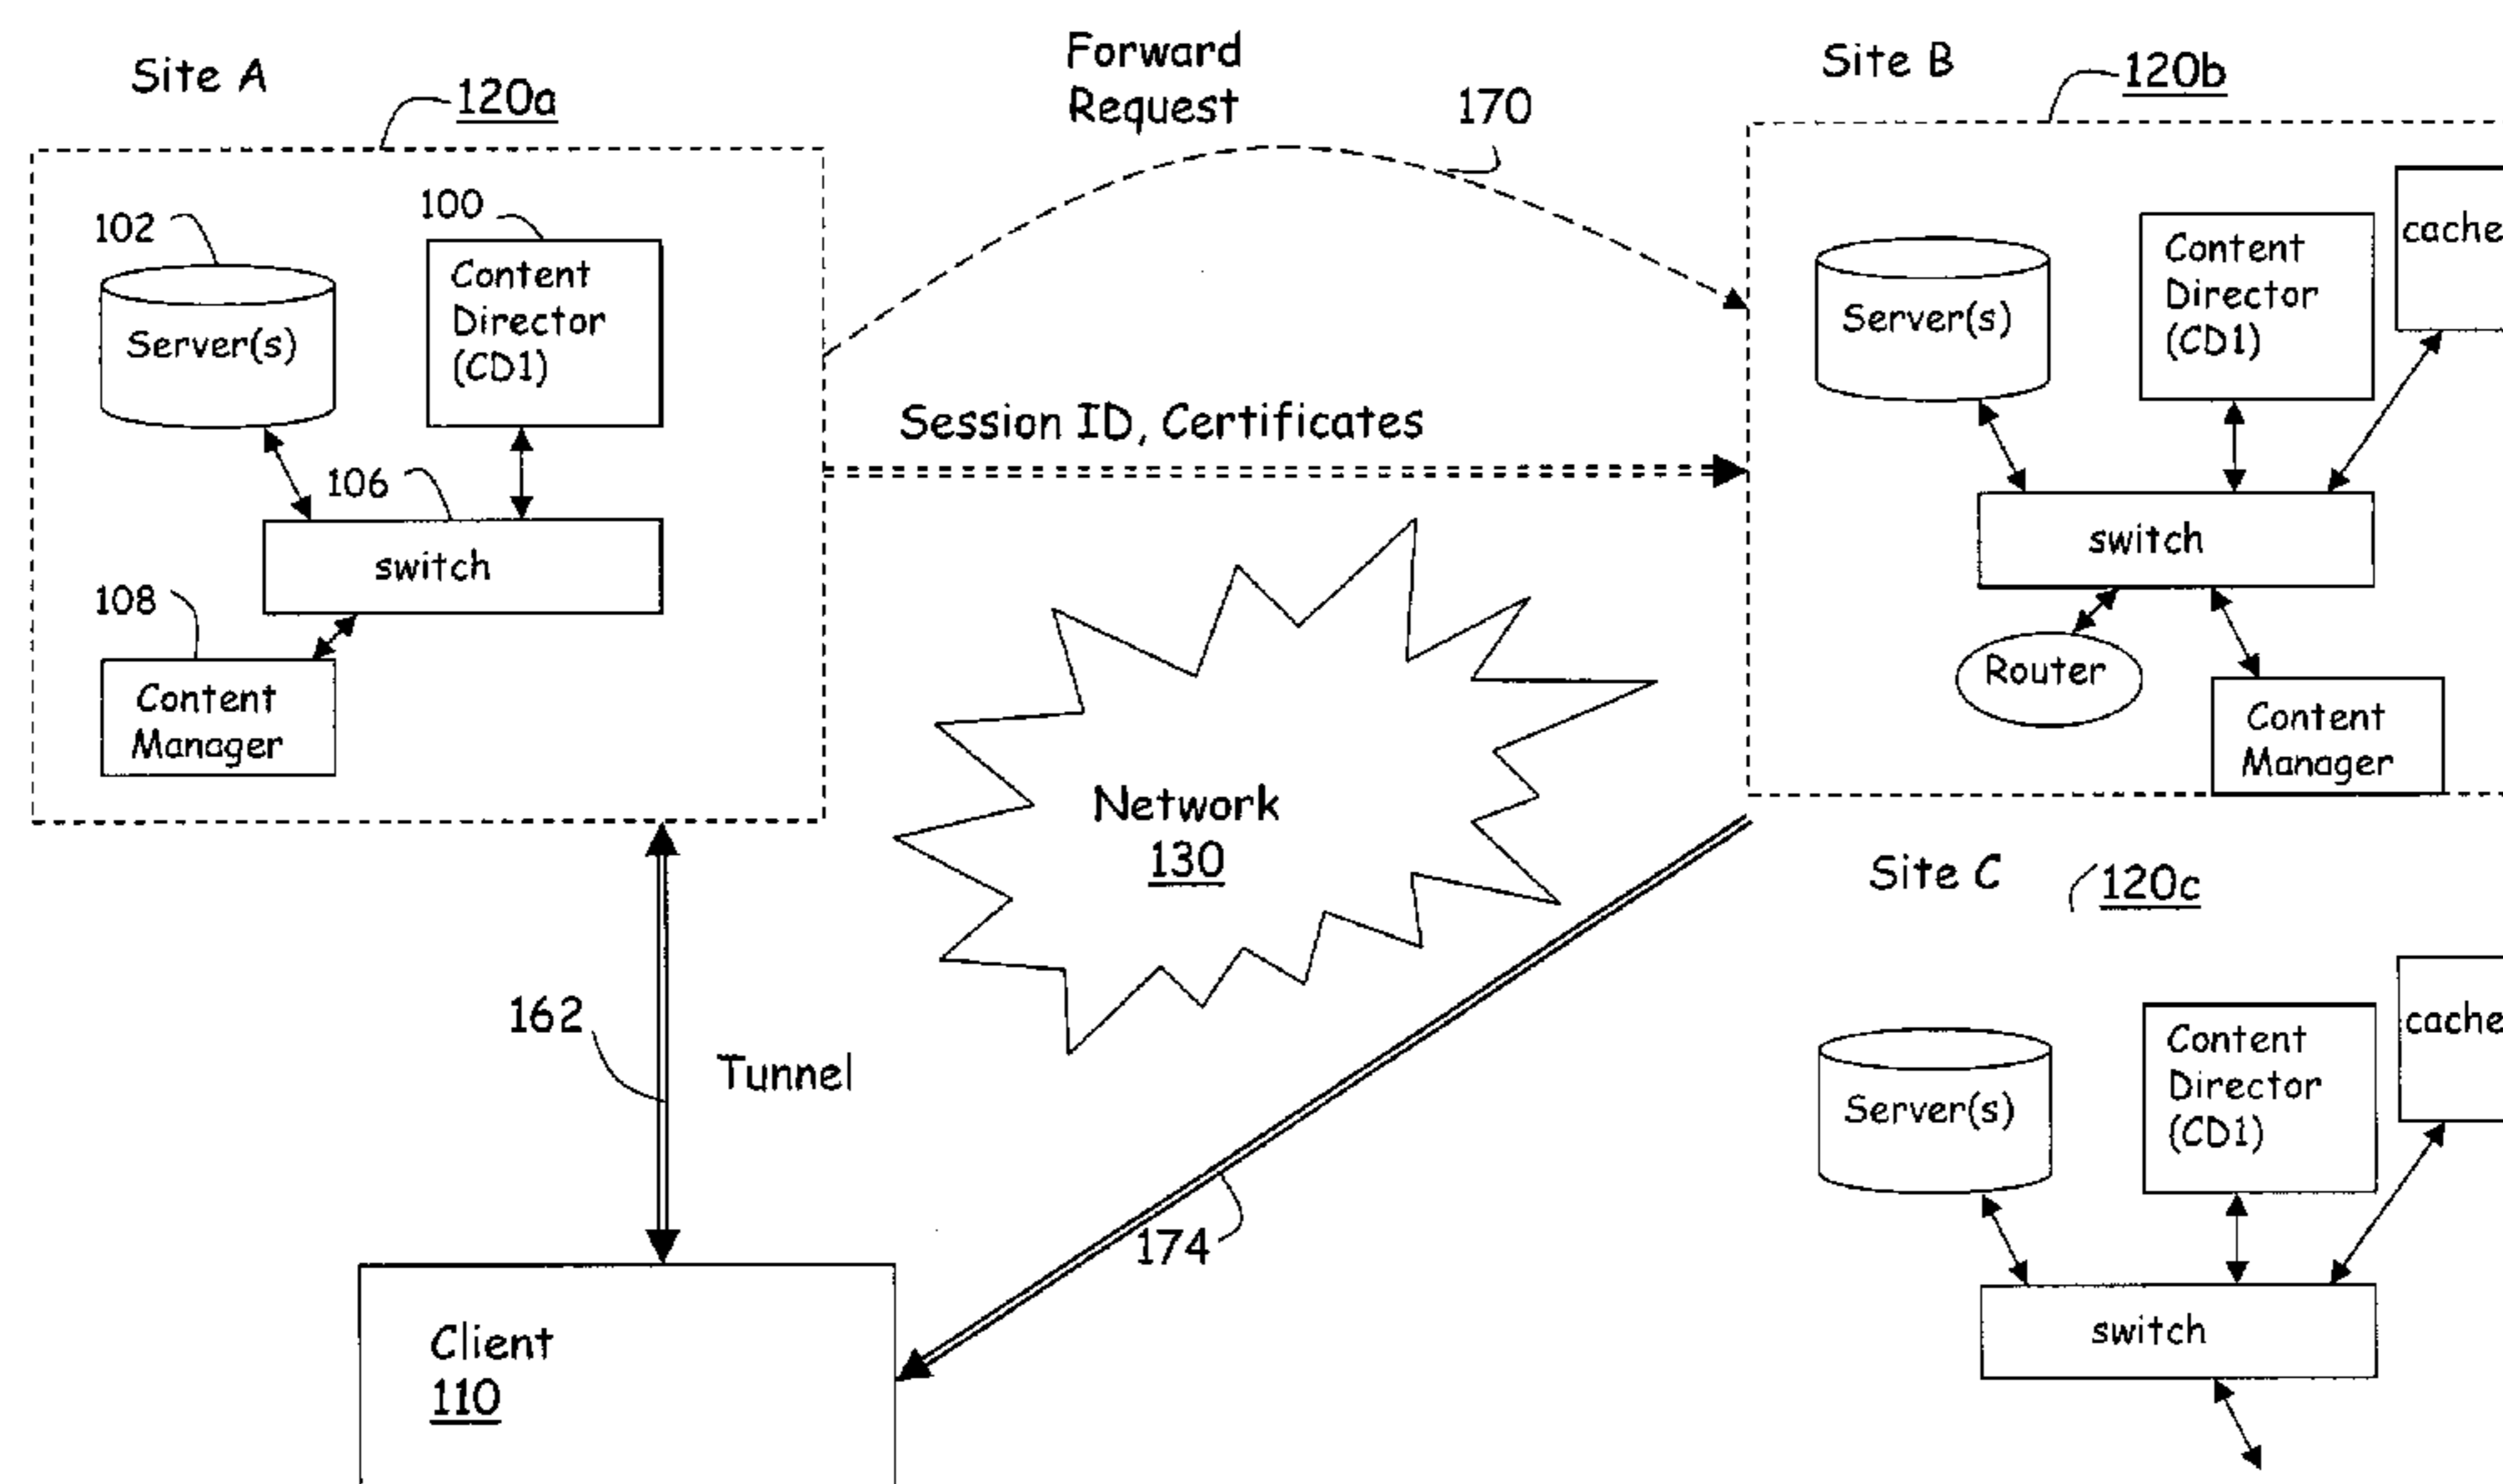 Site A
120a
102
100
Server(s)
Content
Director
(CD1)
106
switch
108
Content
Manager
Forward
Request
170
Session ID, Certificates
Network
130
Site B
120b
Server(s)
Content
Director
(CD1)
cache
switch
Router
Content
Manager
Site C
120c
Server(s)
Content
Director
(CD1)
cache
switch
162
Tunnel
174
Client
110